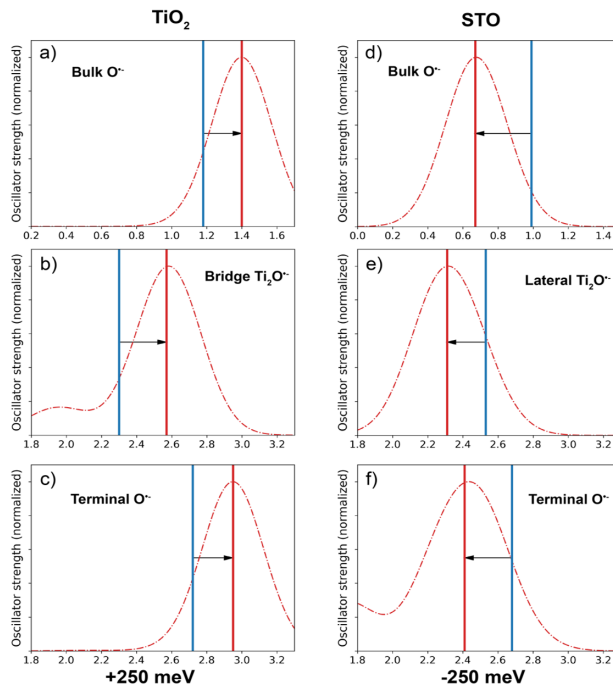 TiO₂
STO
a)
Bulk O•-
Oscillator strength (normalized)
0.2 0.4 0.6 0.8 1.0 1.2 1.4 1.6
d)
Bulk O•-
Oscillator strength (normalized)
0.0 0.2 0.4 0.6 0.8 1.0 1.2 1.4
b)
Bridge Ti₂O•-
Oscillator strength (normalized)
1.8 2.0 2.2 2.4 2.6 2.8 3.0 3.2
e)
Lateral Ti₂O•-
Oscillator strength (normalized)
1.8 2.0 2.2 2.4 2.6 2.8 3.0 3.2
c)
Terminal O•-
Oscillator strength (normalized)
1.8 2.0 2.2 2.4 2.6 2.8 3.0 3.2
f)
Terminal O•-
Oscillator strength (normalized)
1.8 2.0 2.2 2.4 2.6 2.8 3.0 3.2
+250 meV
-250 meV